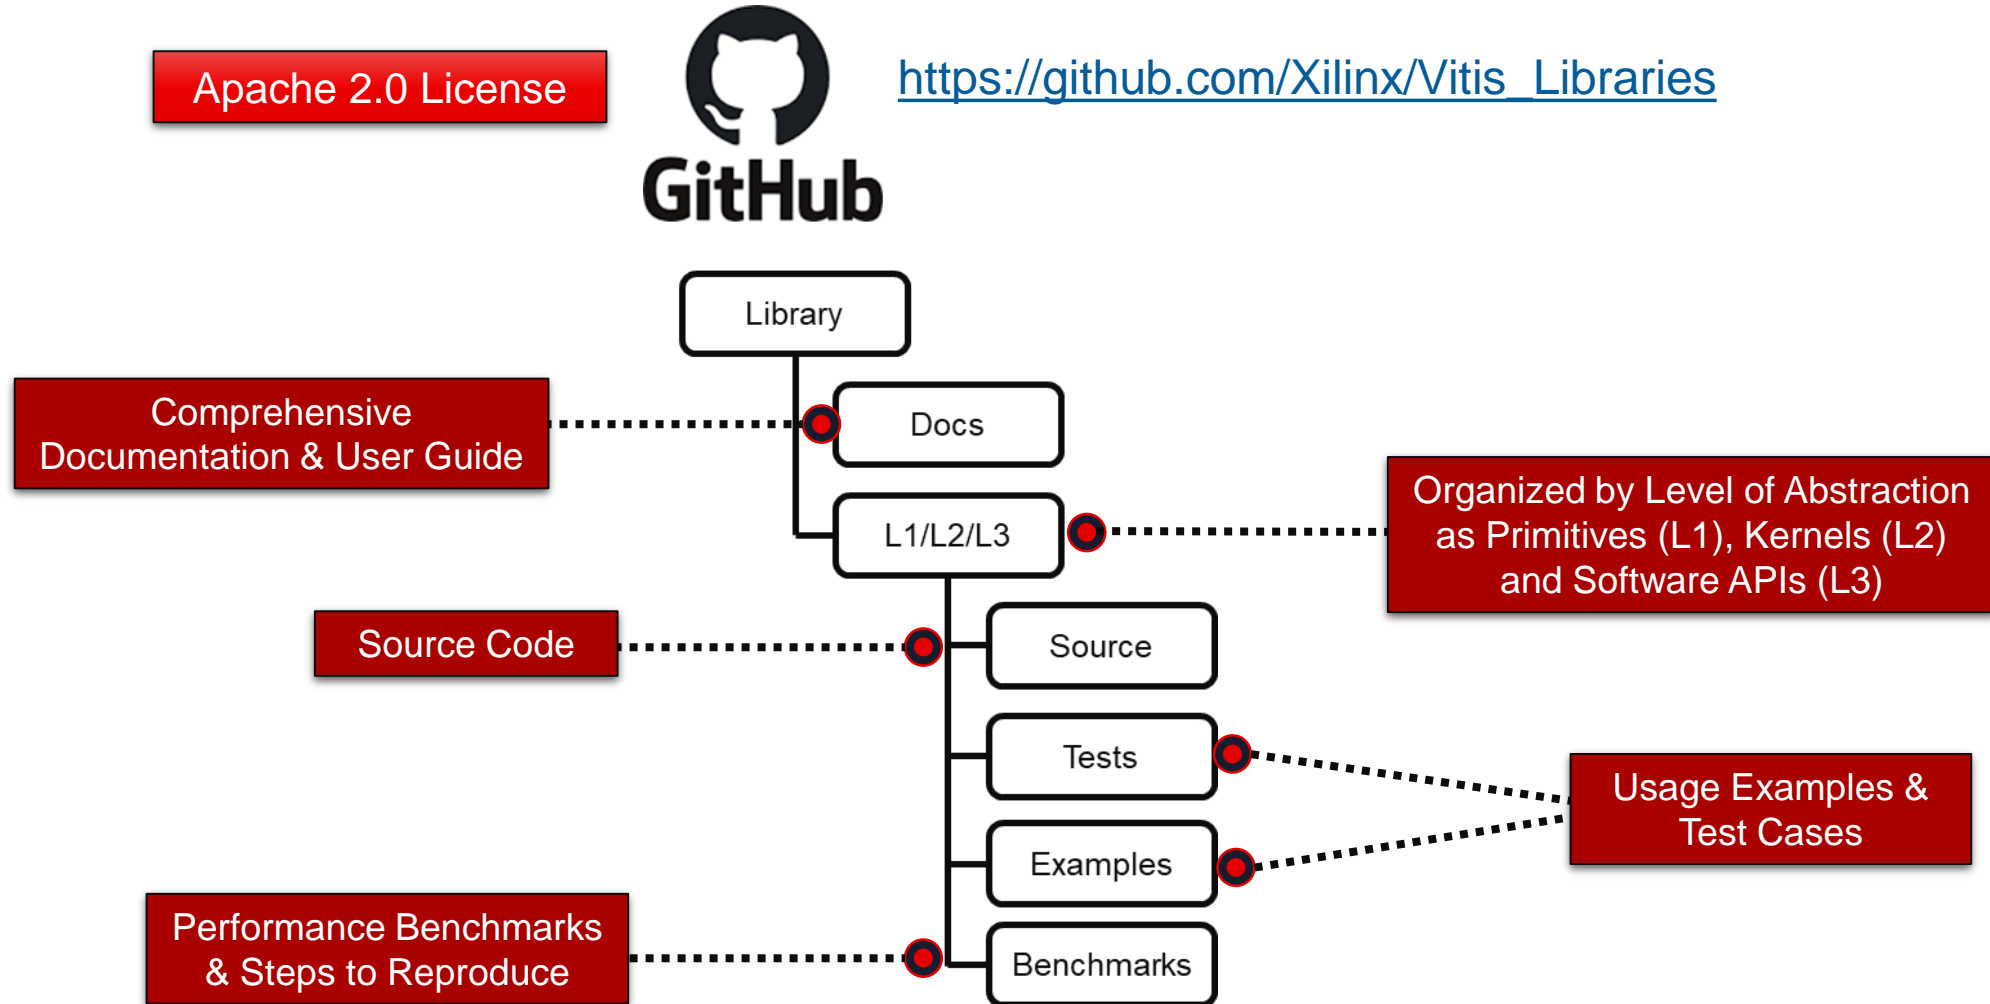 Apache 2.0 License
GitHub
https://github.com/Xilinx/Vitis_Libraries
Library
Comprehensive
Documentation & User Guide
Docs
L1/L2/L3
Organized by Level of Abstraction
as Primitives (L1), Kernels (L2)
and Software APIs (L3)
Source Code
Source
Tests
Usage Examples &
Test Cases
Examples
Performance Benchmarks
& Steps to Reproduce
Benchmarks